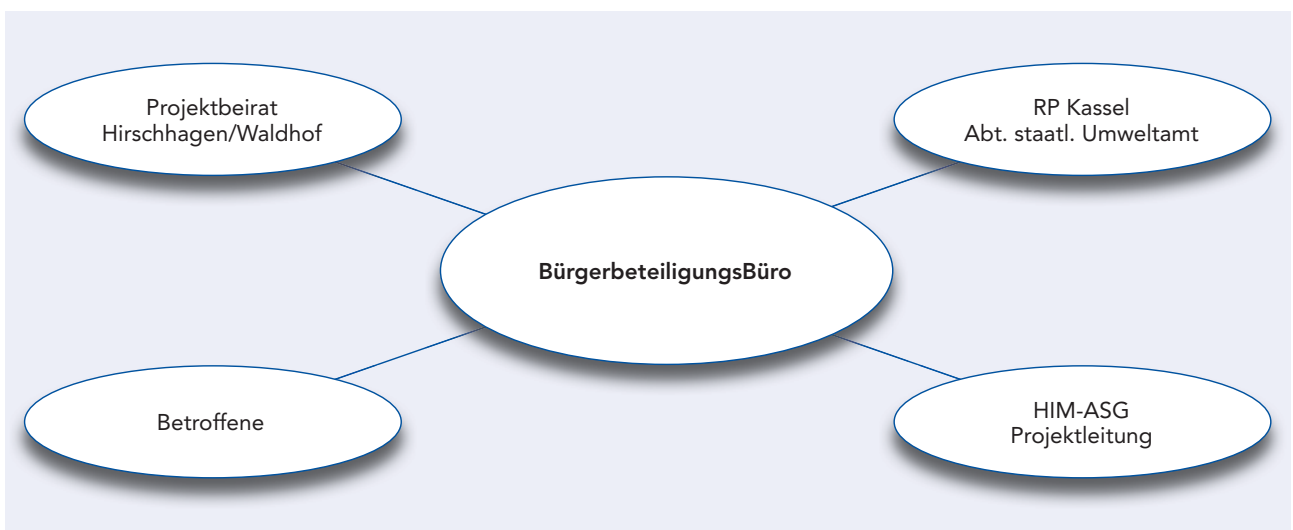 Projektbeirat
Hirschhagen/Waldhof
RP Kassel
Abt. staatl. Umweltamt
BürgerbeteiligungsBüro
Betroffene
HIM-ASG
Projektleitung